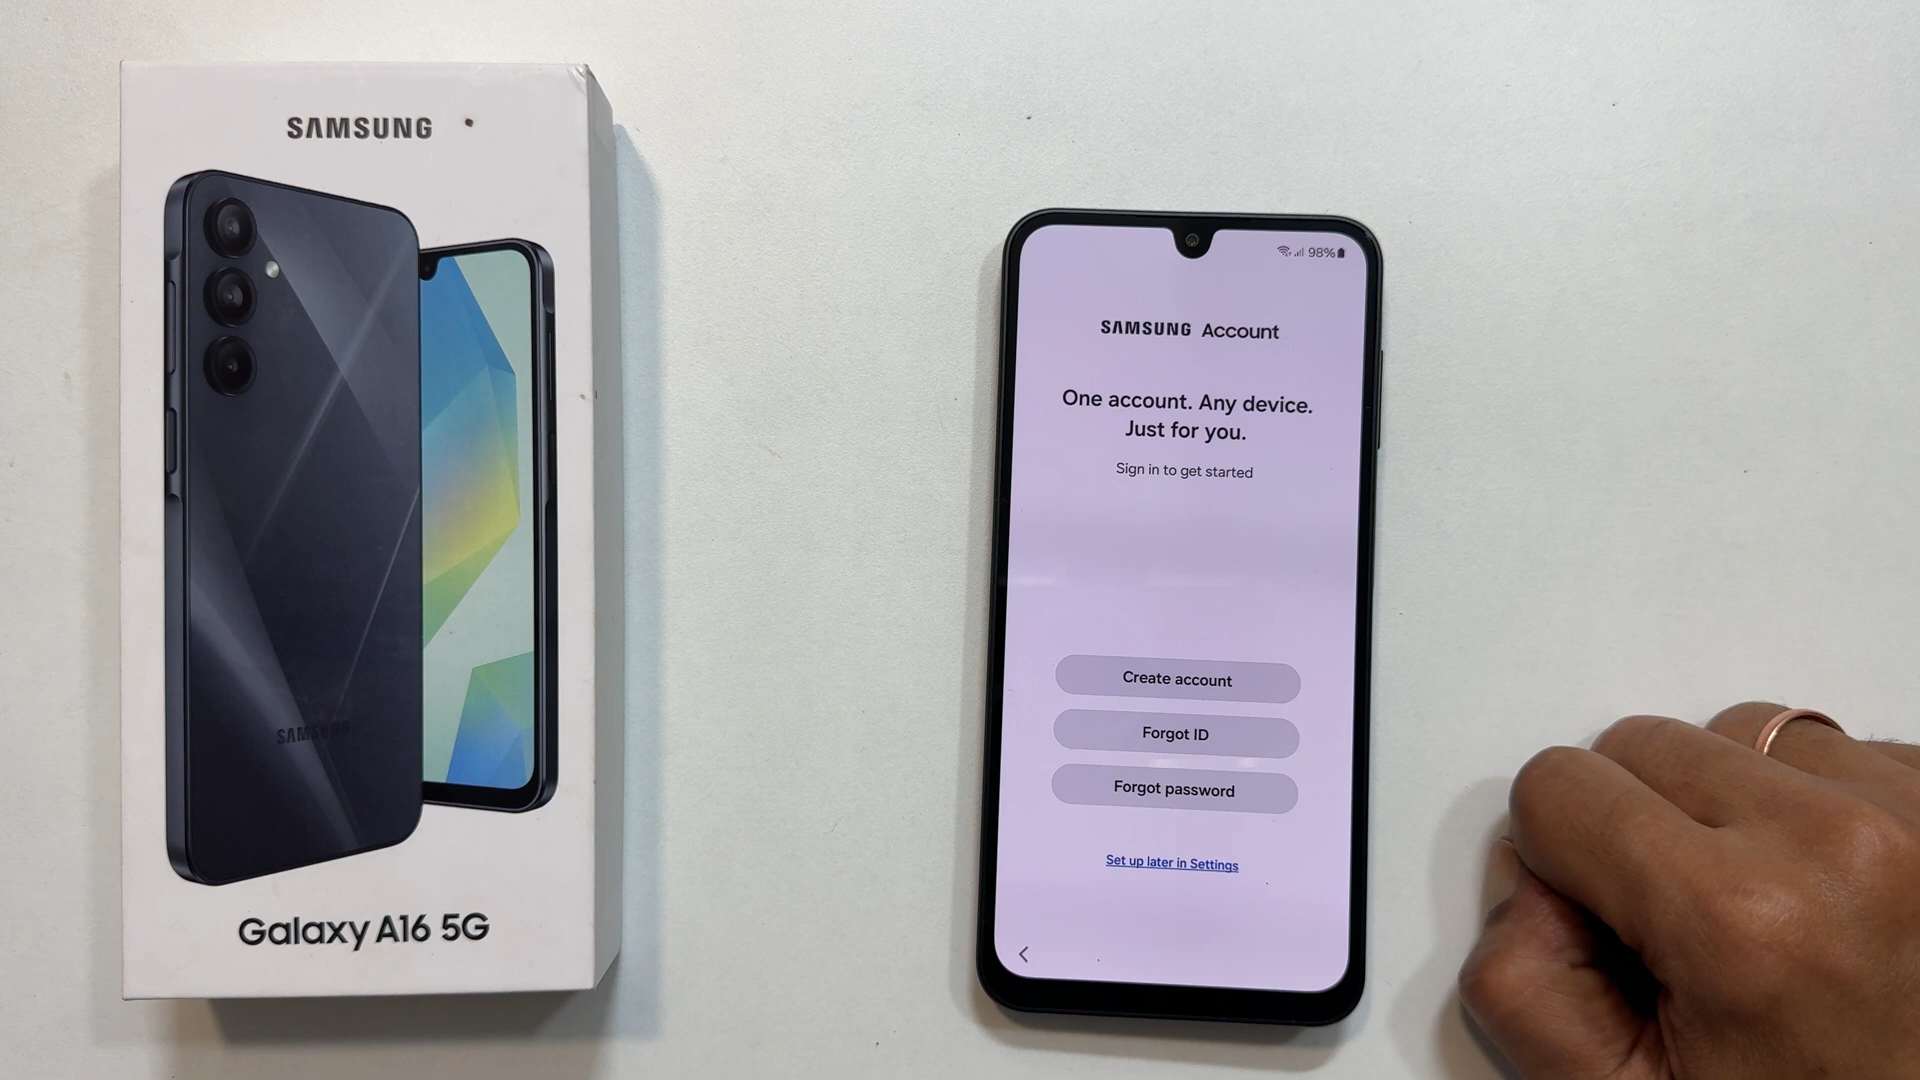 SAMSUNG
SAMSUNG
Galaxy A16 5G
98%
SAMSUNG Account
One account. Any device.
Just for you.
Sign in to get started
Create account
Forgot ID
Forgot password
Set up later in Settings